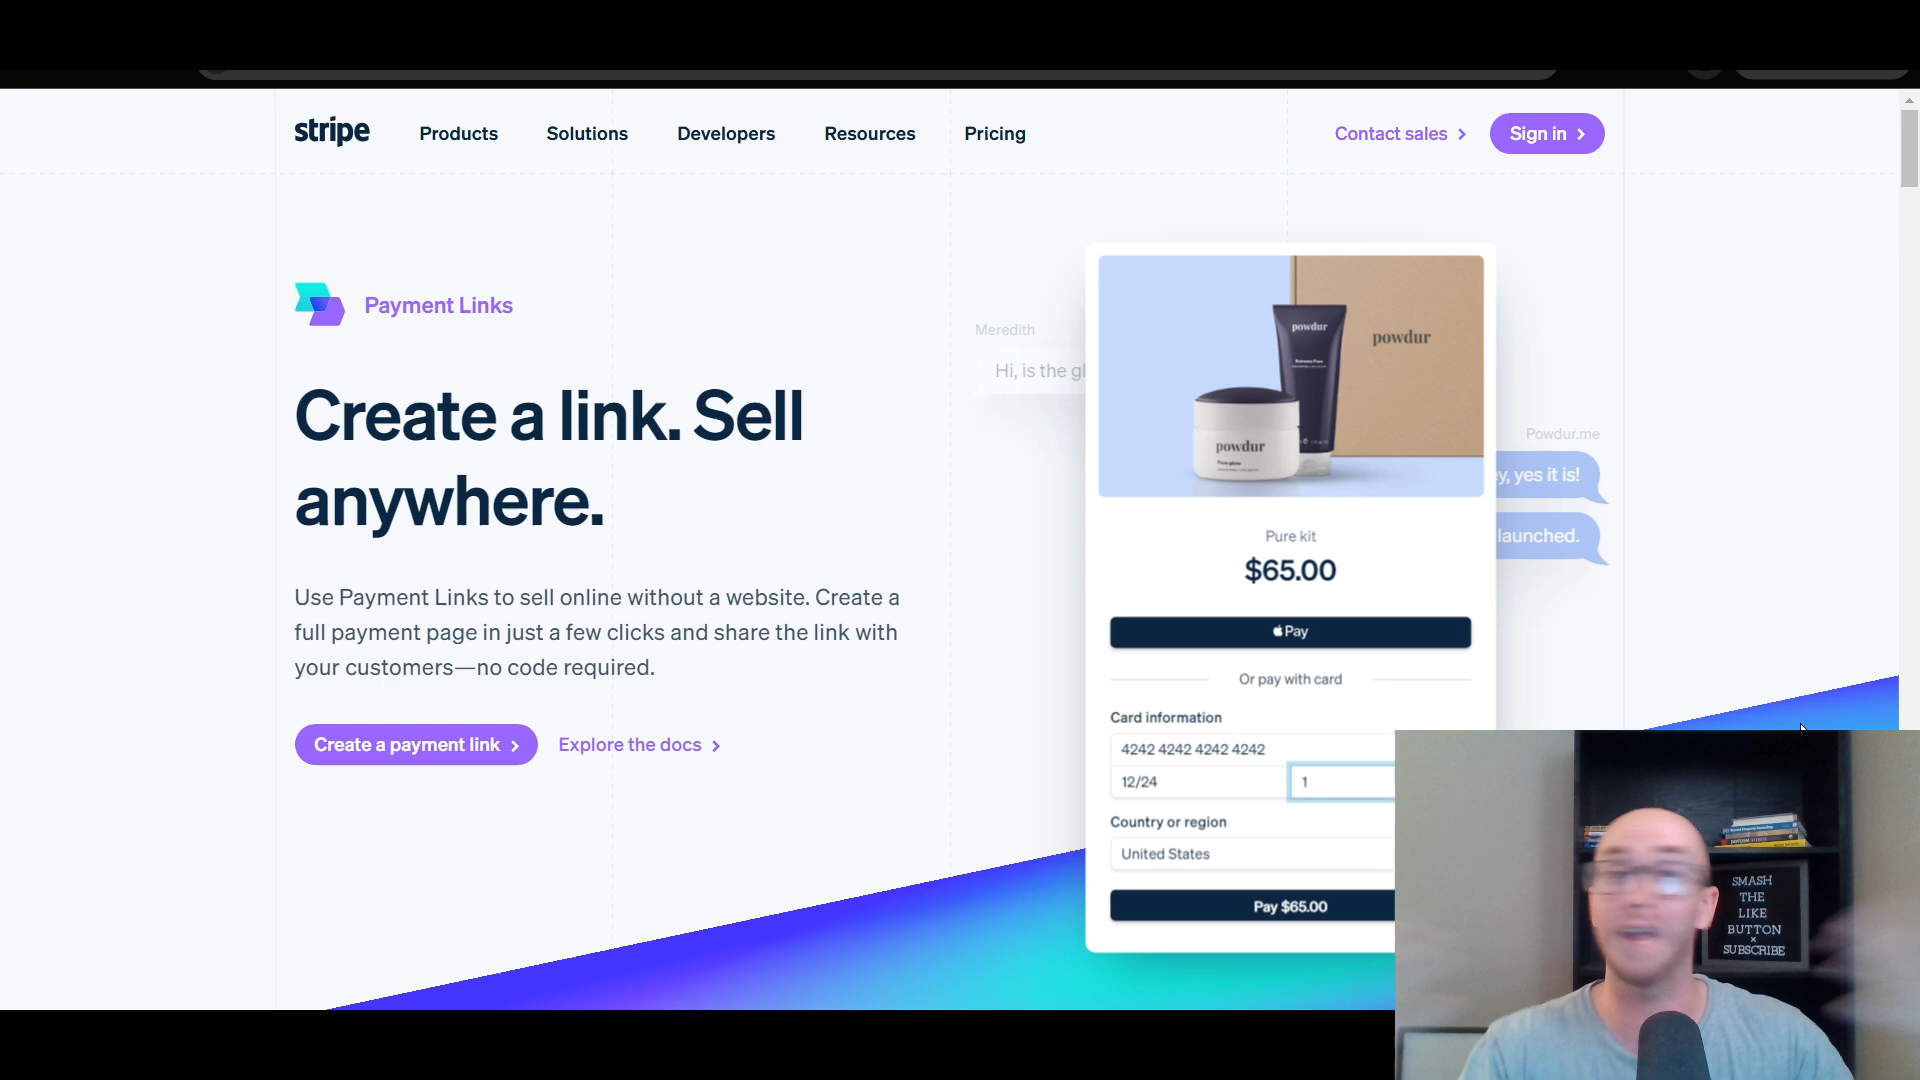 stripe
Products
Solutions
Developers
Resources
Pricing
Contact sales
Sign in
Payment Links
Create a link. Sell
anywhere.
Use Payment Links to sell online without a website. Create a
full payment page in just a few clicks and share the link with
your customers—no code required.
Create a payment link
Explore the docs
Meredith
Hi, is the gl
powdur
powdur
powdur
Powdur.me
y, yes it is!
launched.
Pure kit
$65.00
Pay
Or pay with card
Card information
4242 4242 4242 4242
12/24
1
Country or region
United States
Pay $65.00
SMASH
THE
LIKE
BUTTON
×
SUBSCRIBE